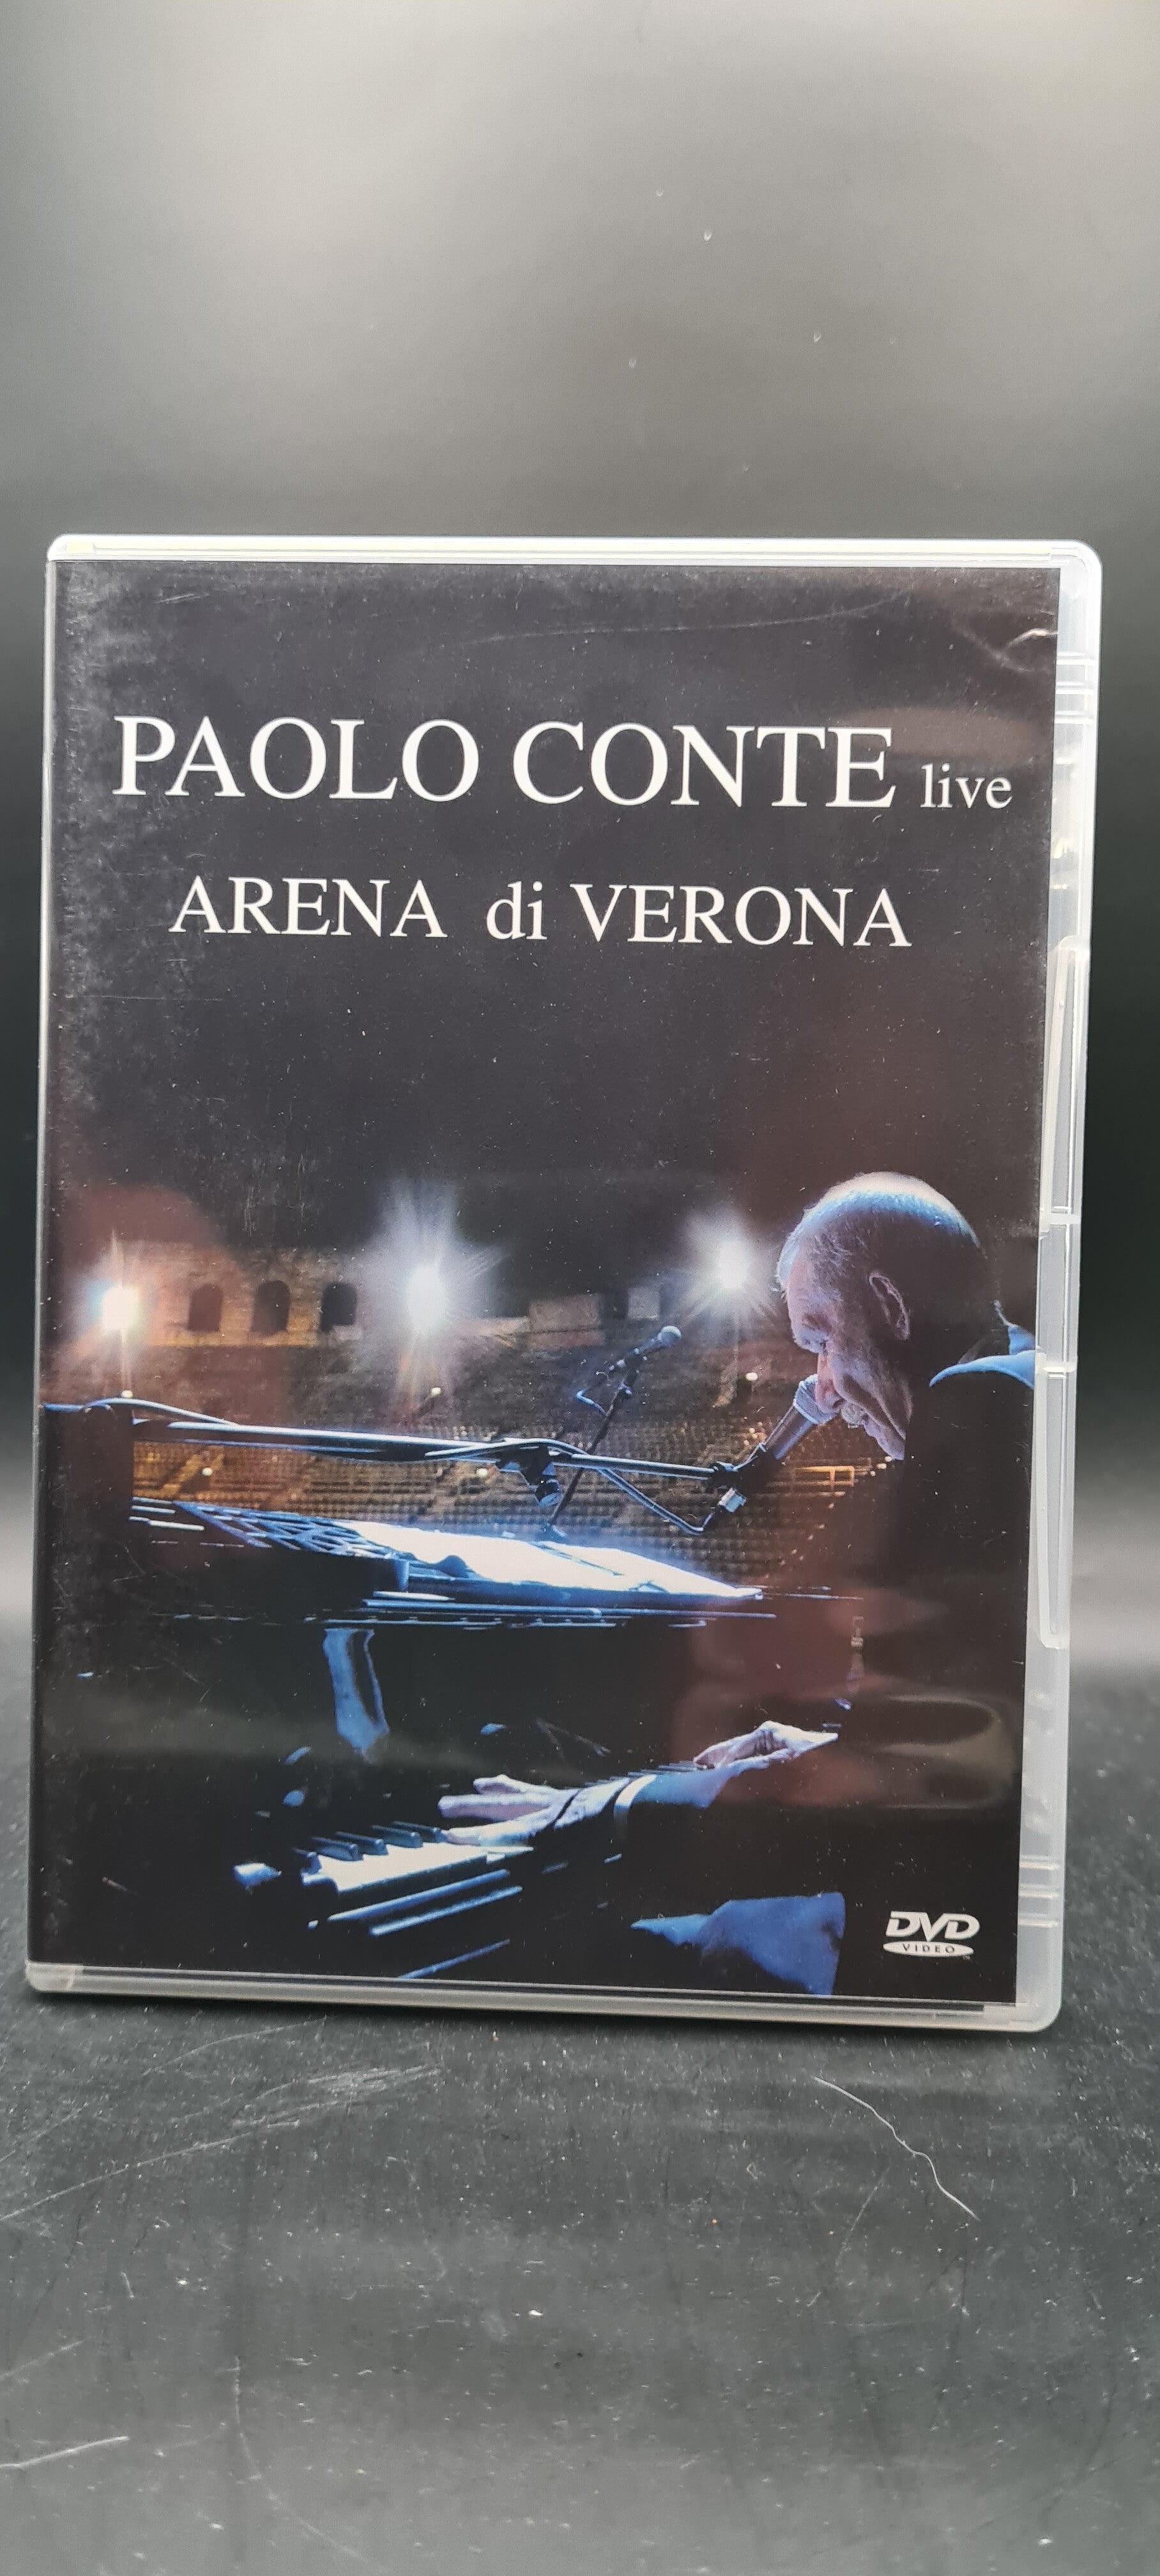 PAOLO CONTE live
ARENA di VERONA
DVD
VIDEO